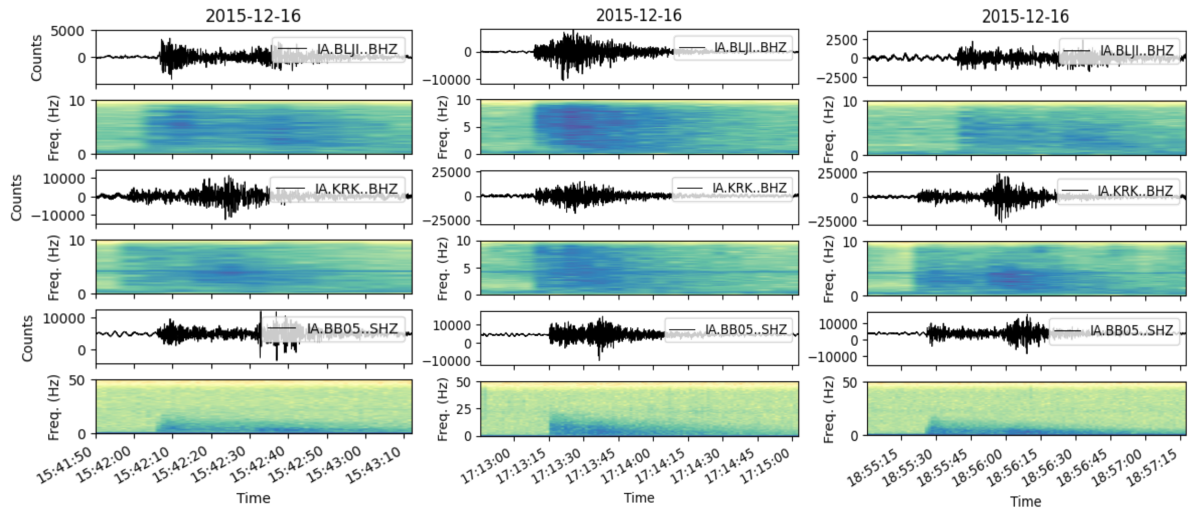 2015-12-16 2015-12-16 2015-12-16
5000
0
Counts
IA.BLJI..BHZ
0
−10000
IA.BLJI..BHZ
2500
0
−2500
IA.BLJI..BHZ
10
0
Freq. (Hz)
10
5
0
Freq. (Hz)
10
0
Freq. (Hz)
10000
0
−10000
Counts
IA.KRK..BHZ
25000
0
−25000
IA.KRK..BHZ
25000
0
−25000
IA.KRK..BHZ
10
0
Freq. (Hz)
10
5
0
Freq. (Hz)
10
0
Freq. (Hz)
10000
0
Counts
IA.BB05..SHZ
10000
0
−10000
IA.BB05..SHZ
10000
0
−10000
IA.BB05..SHZ
50
0
Freq. (Hz)
50
25
0
Freq. (Hz)
50
0
Freq. (Hz)
15:41:50 15:42:00 15:42:10 15:42:20 15:42:30 15:42:40 15:42:50 15:43:00 15:43:10
17:13:00 17:13:15 17:13:30 17:13:45 17:14:00 17:14:15 17:14:30 17:14:45 17:15:00
18:55:15 18:55:30 18:55:45 18:56:00 18:56:15 18:56:30 18:56:45 18:57:00 18:57:15
Time Time Time